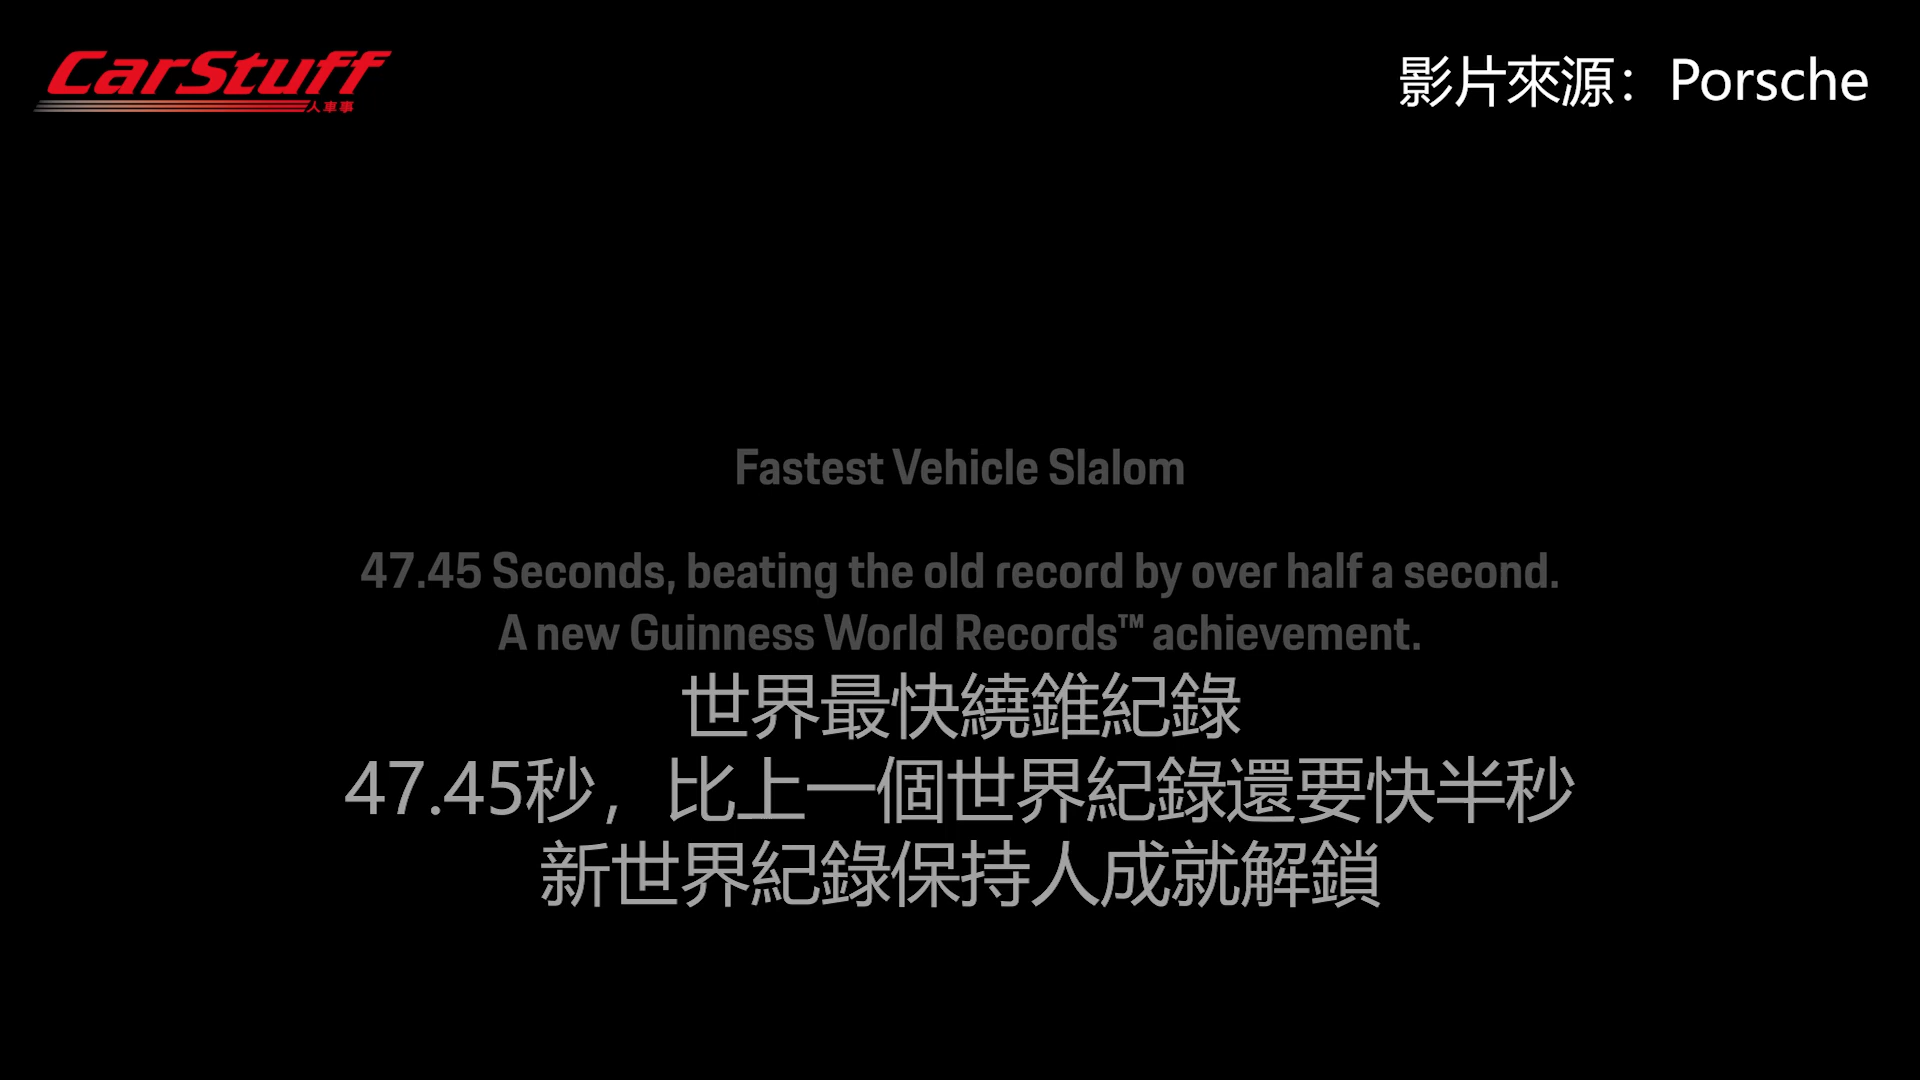 CarStuff
人車事
影片來源：Porsche
Fastest Vehicle Slalom
47.45 Seconds, beating the old record by over half a second.
A new Guinness World Records™ achievement.
世界最快繞錐紀錄
47.45秒，比上一個世界紀錄還要快半秒
新世界紀錄保持人成就解鎖